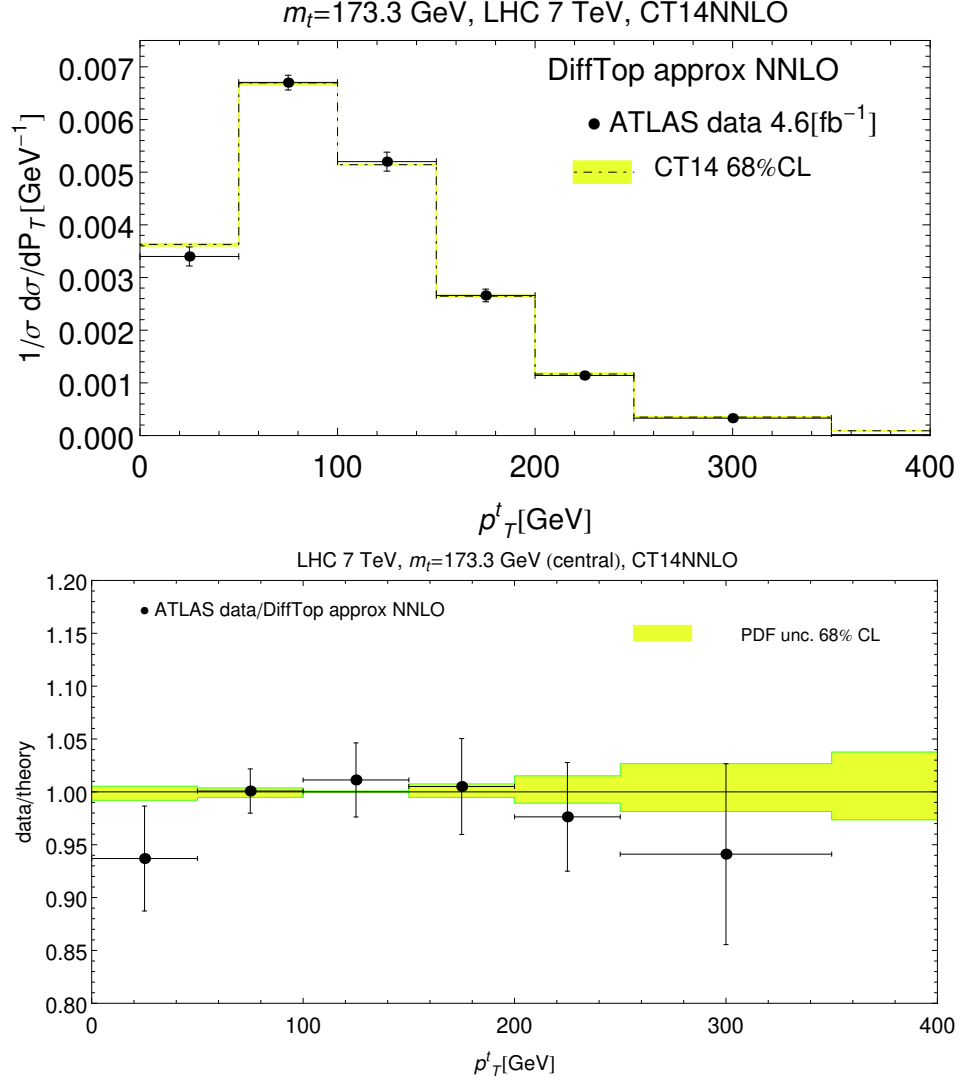 m_t=173.3 GeV, LHC 7 TeV, CT14NNLO
DiffTop approx NNLO
ATLAS data 4.6[fb⁻¹]
CT14 68%CL
1/σ dσ/dP_T[GeV⁻¹]
0.007
0.006
0.005
0.004
0.003
0.002
0.001
0.000
0 100 200 300 400
p^t_T[GeV]
LHC 7 TeV, m_t=173.3 GeV (central), CT14NNLO
ATLAS data/DiffTop approx NNLO
PDF unc. 68% CL
data/theory
1.20
1.15
1.10
1.05
1.00
0.95
0.90
0.85
0.80
0 100 200 300 400
p^t_T[GeV]